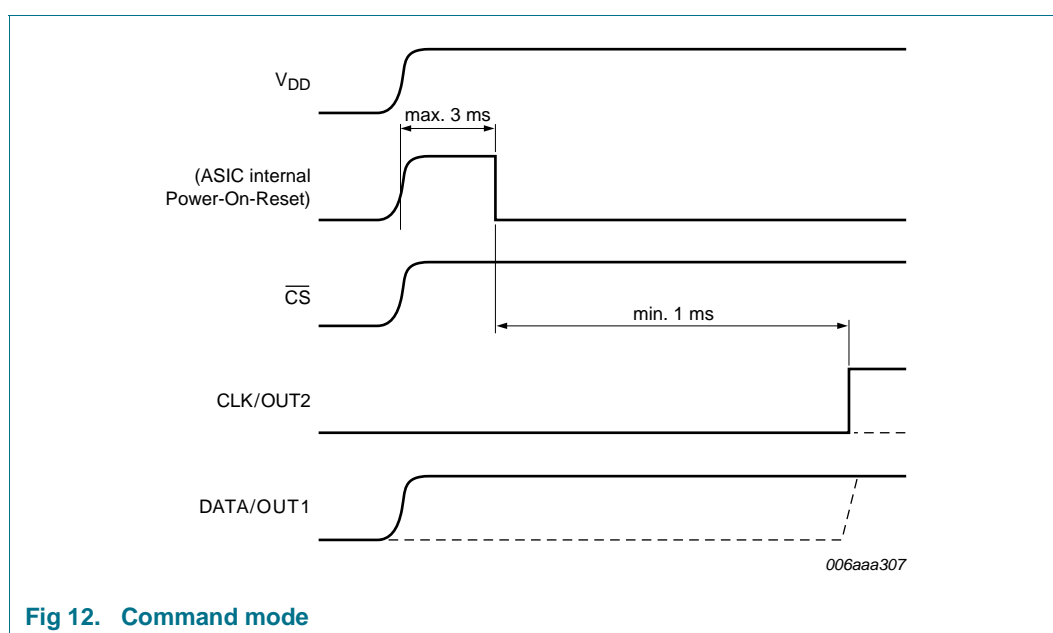 VDD
max. 3 ms
(ASIC internal
Power-On-Reset)
CS
min. 1 ms
CLK/OUT2
DATA/OUT1
006aaa307
Fig 12. Command mode